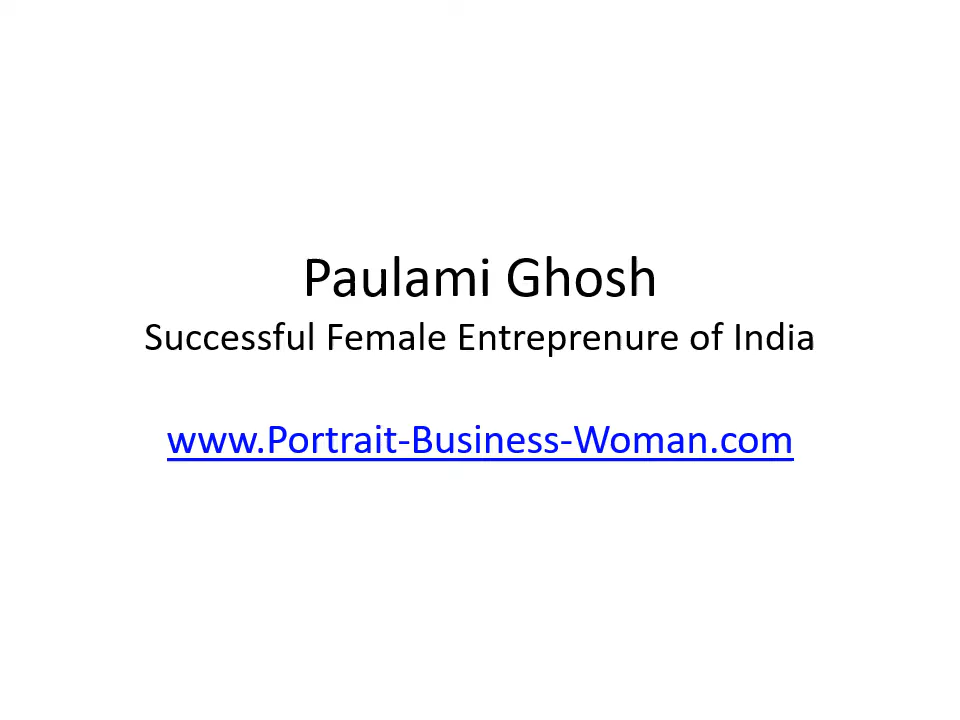 Paulami Ghosh
Successful Female Entreprenure of India
www.Portrait-Business-Woman.com